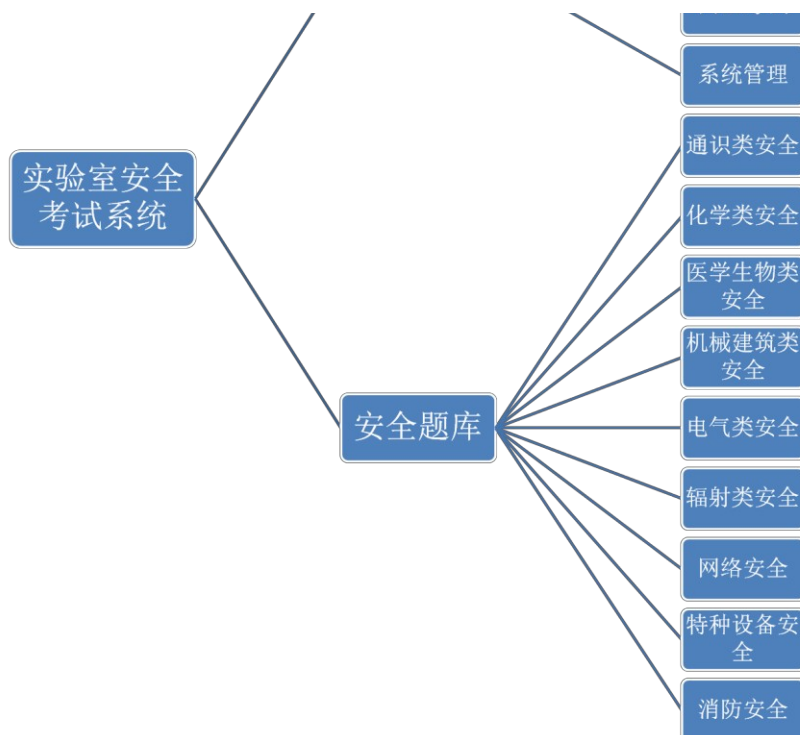 系统管理
实验室安全
考试系统
通识类安全
化学类安全
医学生物类
安全
机械建筑类
安全
安全题库
电气类安全
辐射类安全
网络安全
特种设备安
全
消防安全